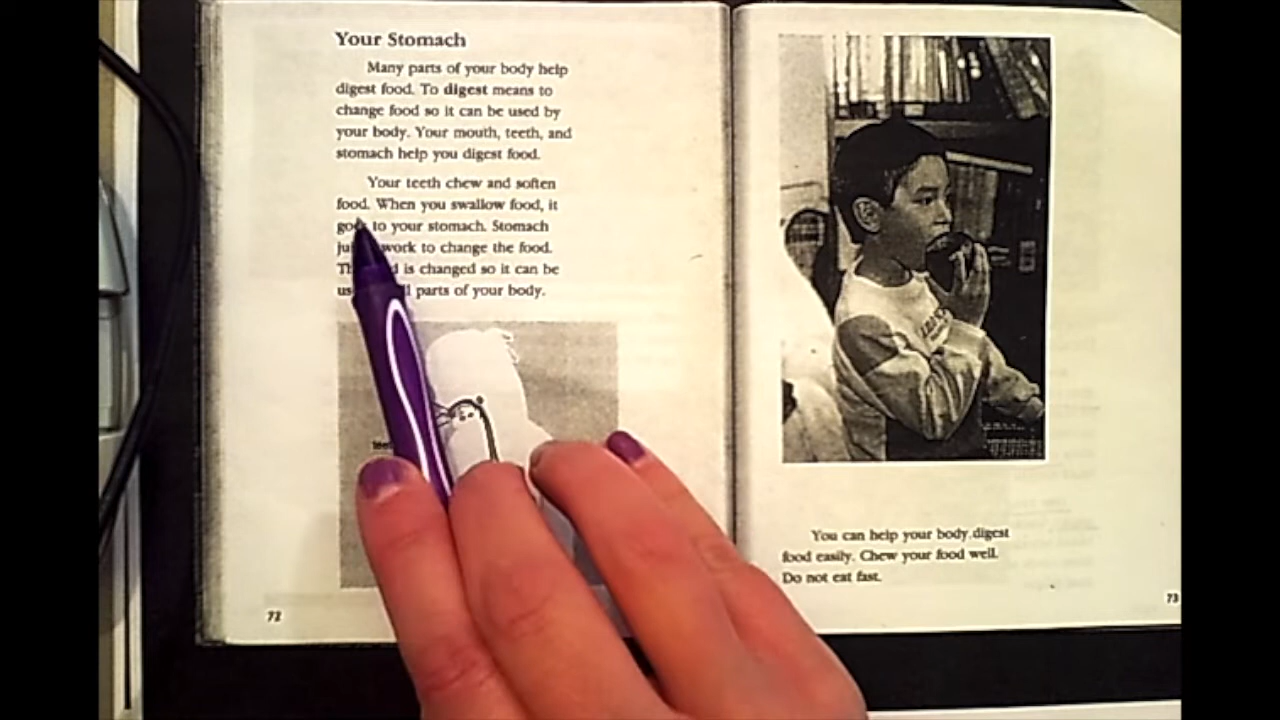 Your Stomach
Many parts of your body help
digest food. To digest means to
change food so it can be used by
your body. Your mouth, teeth, and
stomach help you digest food.
Your teeth chew and soften
food. When you swallow food, it
to your stomach. Stomach
work to change the food.
is changed so it can be
parts of your body.
72
You can help your body digest
food easily. Chew your food well.
Do not eat fast.
73